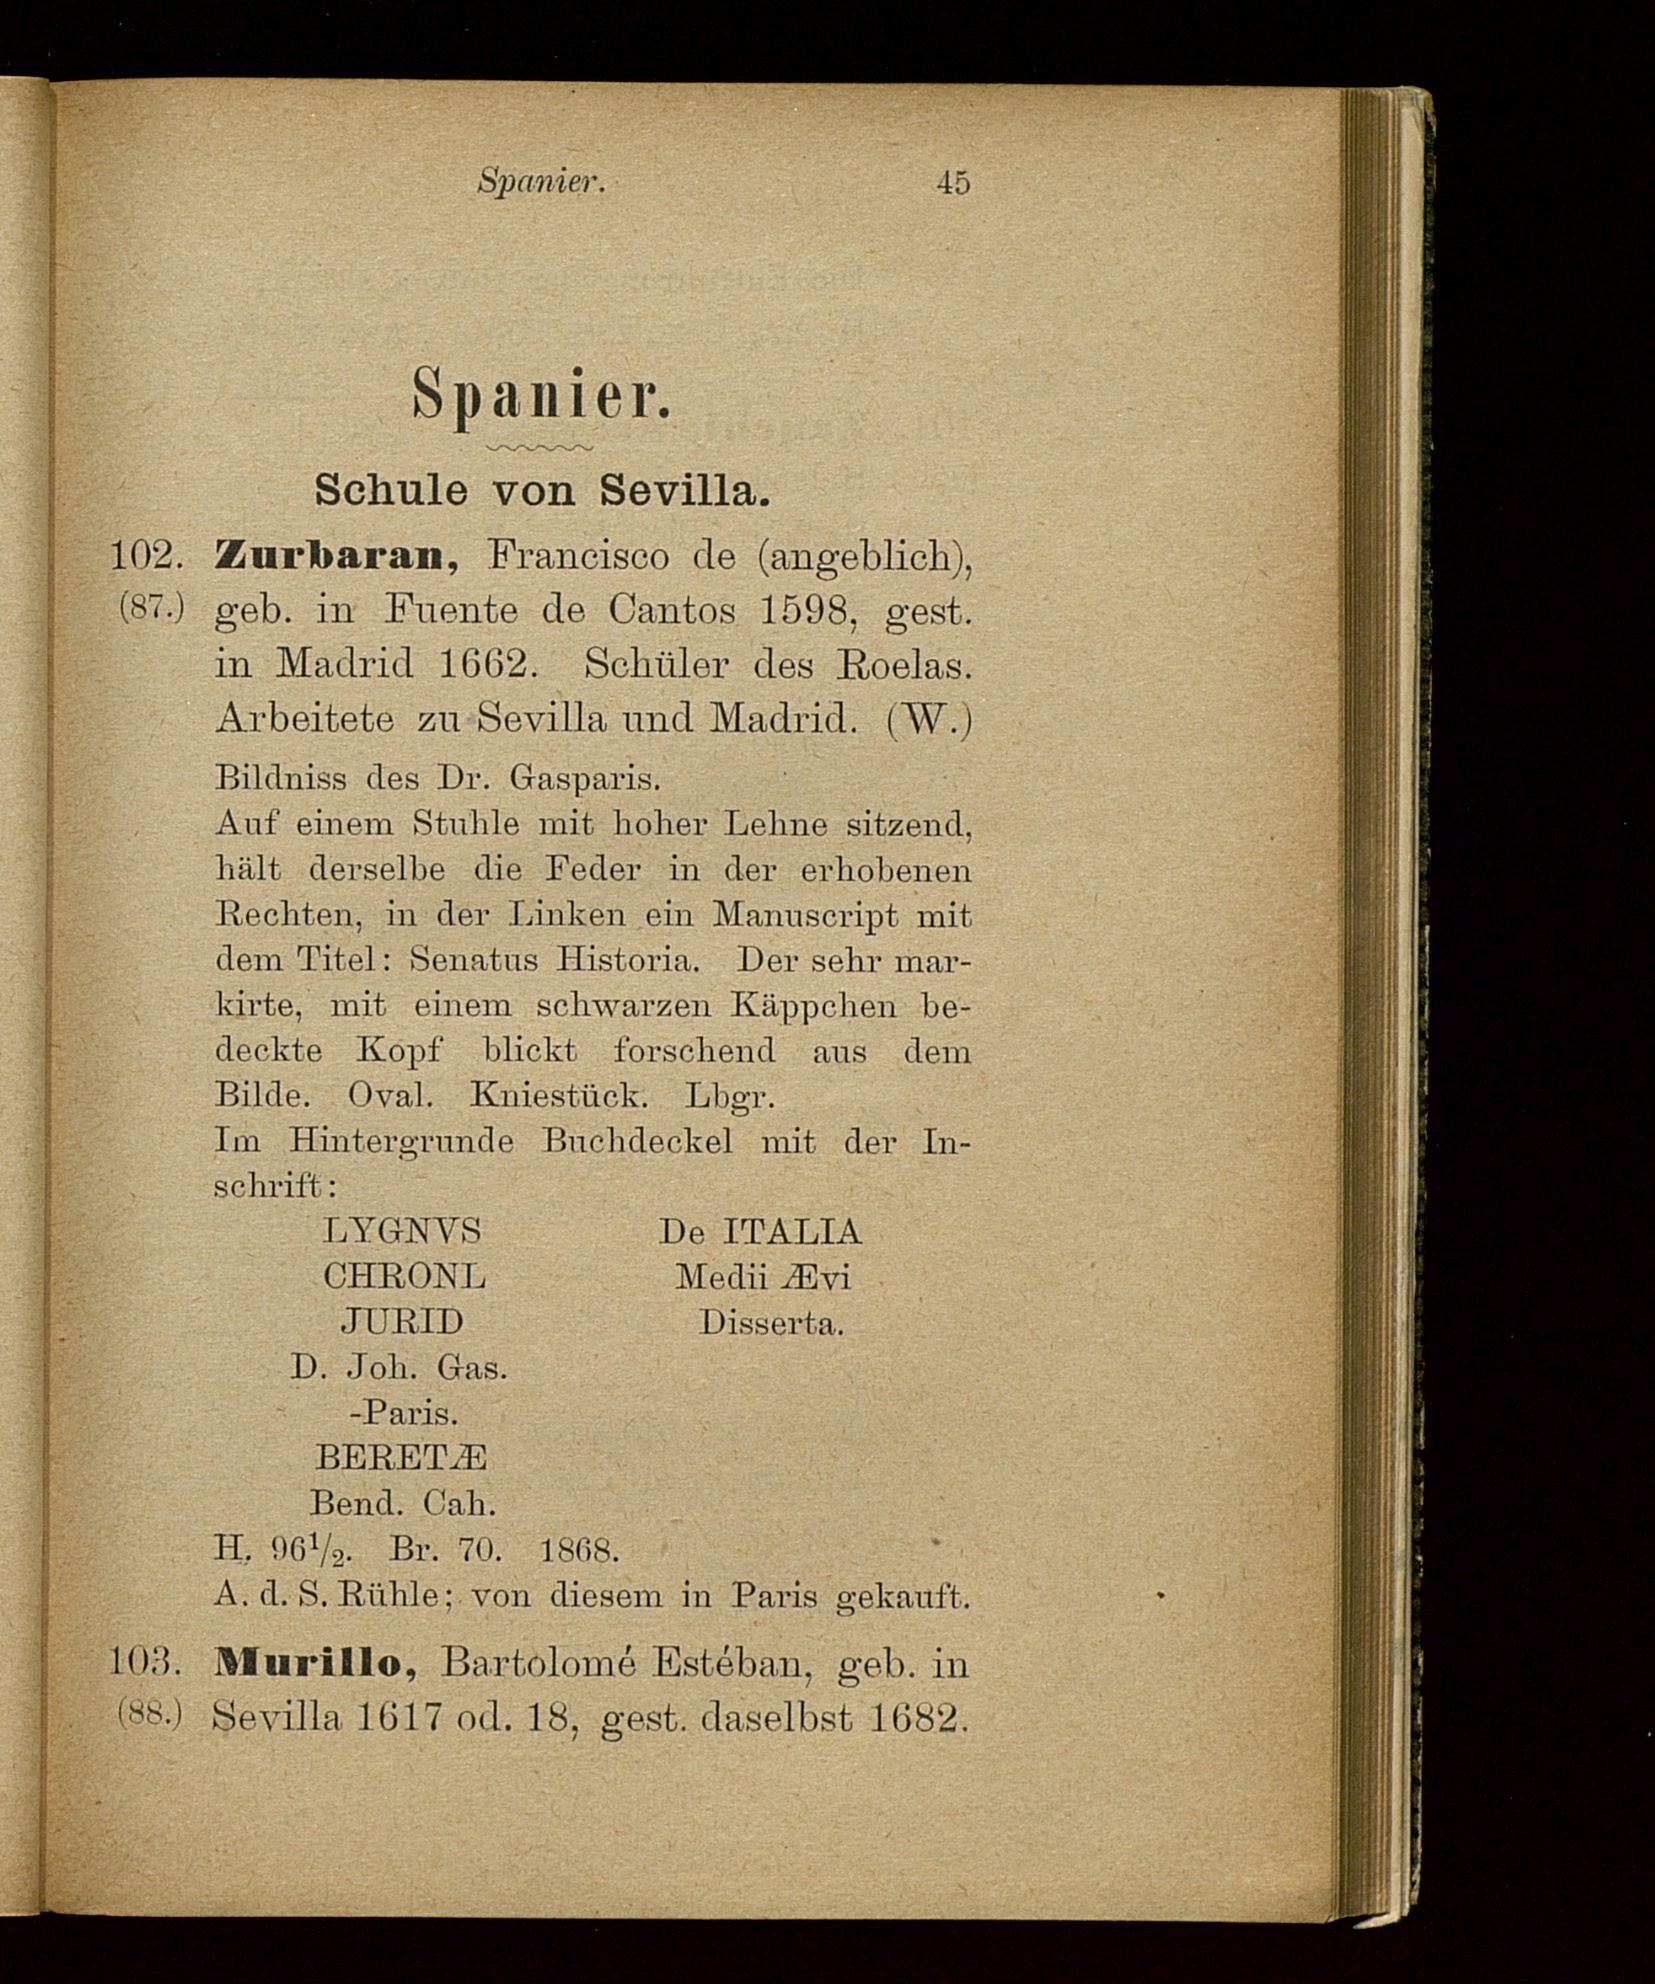 Spanier. 45
Spanier.
Schule von Sevilla.
102. Zurbaran, Francisco de (angeblich),
(87.) geb. in Fuente de Cantos 1598, gest.
in Madrid 1662. Schüler des Roelas.
Arbeitete zu Sevilla und Madrid. (W.)
Bildniss des Dr. Gasparis.
Auf einem Stuhle mit hoher Lehne sitzend,
hält derselbe die Feder in der erhobenen
Rechten, in der Linken ein Manuscript mit
dem Titel: Senatus Historia. Der sehr mar-
kirte, mit einem schwarzen Käppchen be-
deckte Kopf blickt forschend aus dem
Bilde. Oval. Kniestück. Lbgr.
Im Hintergrunde Buchdeckel mit der In-
schrift:
LYGNVS De ITALIA
CHRONL Medii Ævi
JURID Disserta.
D. Joh. Gas.
-Paris.
BERETÆ
Bend. Cah.
H. 96½. Br. 70. 1868.
A. d. S. Rühle; von diesem in Paris gekauft.
103. Murillo, Bartolomé Estéban, geb. in
(88.) Sevilla 1617 od. 18, gest. daselbst 1682.